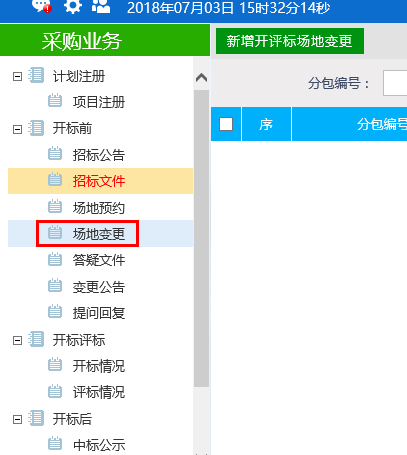 2018年07月03日 15时32分14秒
采购业务
新增开评标场地变更
计划注册
分包编号：
项目注册
序
分包编号
开标前
招标公告
招标文件
场地预约
场地变更
答疑文件
变更公告
提问回复
开标评标
开标情况
评标情况
开标后
中标公示